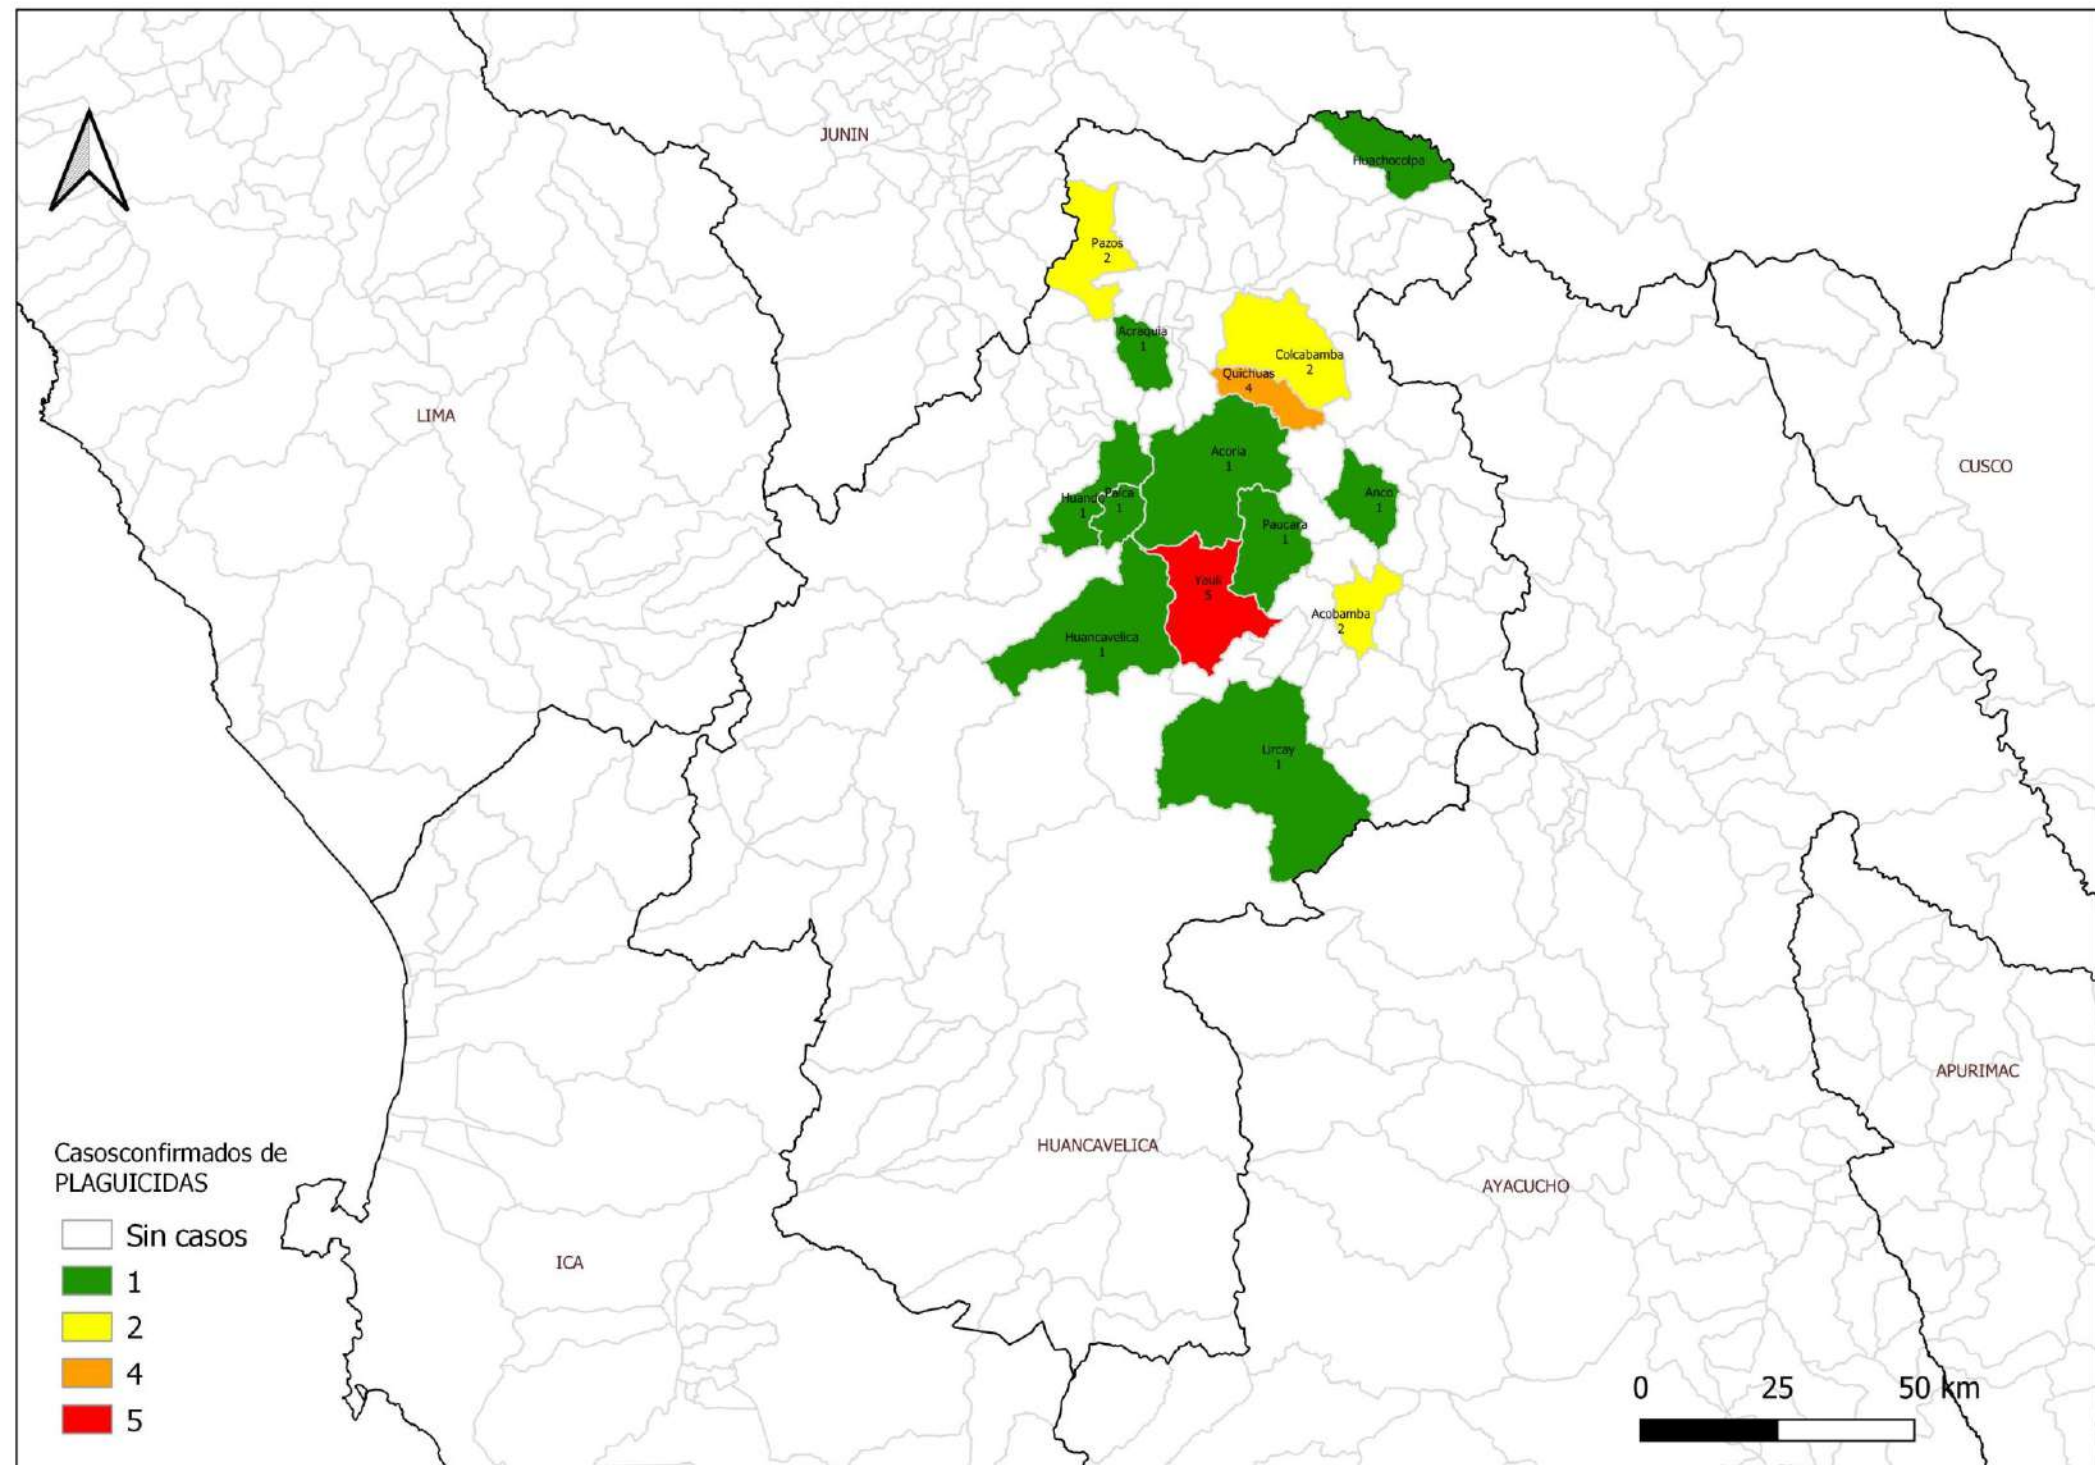 JUNIN
Huachocolpa
1
Pazos
2
Acraquia
1
Colcabamba
2
Quichuas
4
LIMA
Acoria
1
CUSCO
Huando
1
Palca
1
Anco
1
Paucara
1
Yauli
5
Acobamba
2
Huancavelica
1
Lircay
1
APURIMAC
HUANCAVELICA
AYACUCHO
ICA
Casosconfirmados de
PLAGUICIDAS
Sin casos
1
2
4
5
0 25 50 km